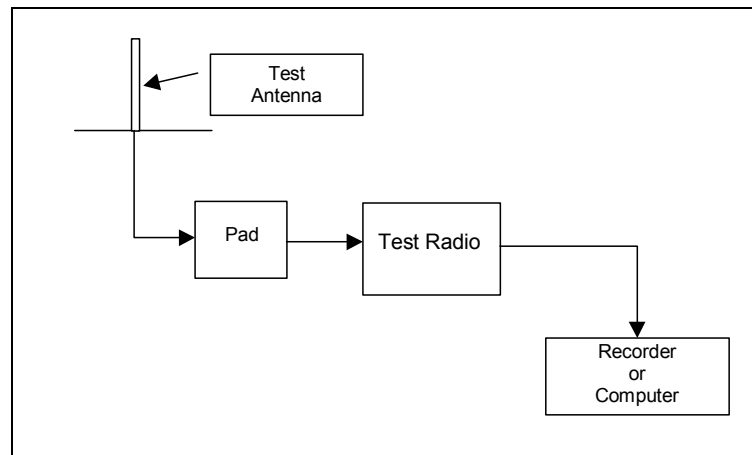 Test
Antenna
Pad
Test Radio
Recorder
or
Computer